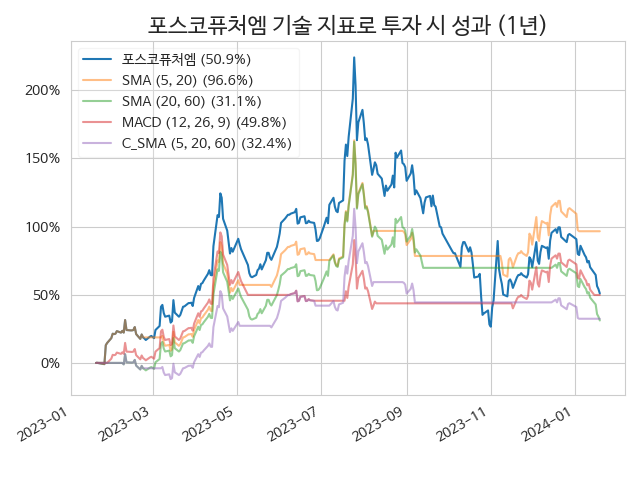 포스코퓨처엠 기술 지표로 투자 시 성과 (1년)
포스코퓨처엠 (50.9%)
SMA (5, 20) (96.6%)
SMA (20, 60) (31.1%)
MACD (12, 26, 9) (49.8%)
C_SMA (5, 20, 60) (32.4%)
200%
150%
100%
50%
0%
2023-01
2023-03
2023-05
2023-07
2023-09
2023-11
2024-01